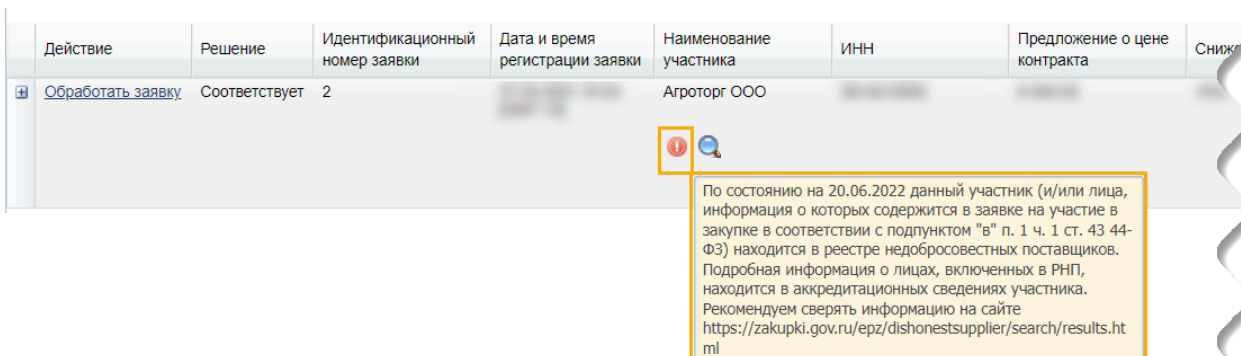 Действие
Решение
Идентификационный
номер заявки
Дата и время
регистрации заявки
Наименование
участника
ИНН
Предложение о цене
контракта
Обработать заявку
Соответствует
2
Агроторг ООО
По состоянию на 20.06.2022 данный участник (и/или лица,
информация о которых содержится в заявке на участие в
закупке в соответствии с подпунктом "в" п. 1 ч. 1 ст. 43 44-
ФЗ) находится в реестре недобросовестных поставщиков.
Подробная информация о лицах, включенных в РНП,
находится в аккредитационных сведениях участника.
Рекомендуем сверять информацию на сайте
https://zakupki.gov.ru/epz/dishonestsupplier/search/results.ht
ml